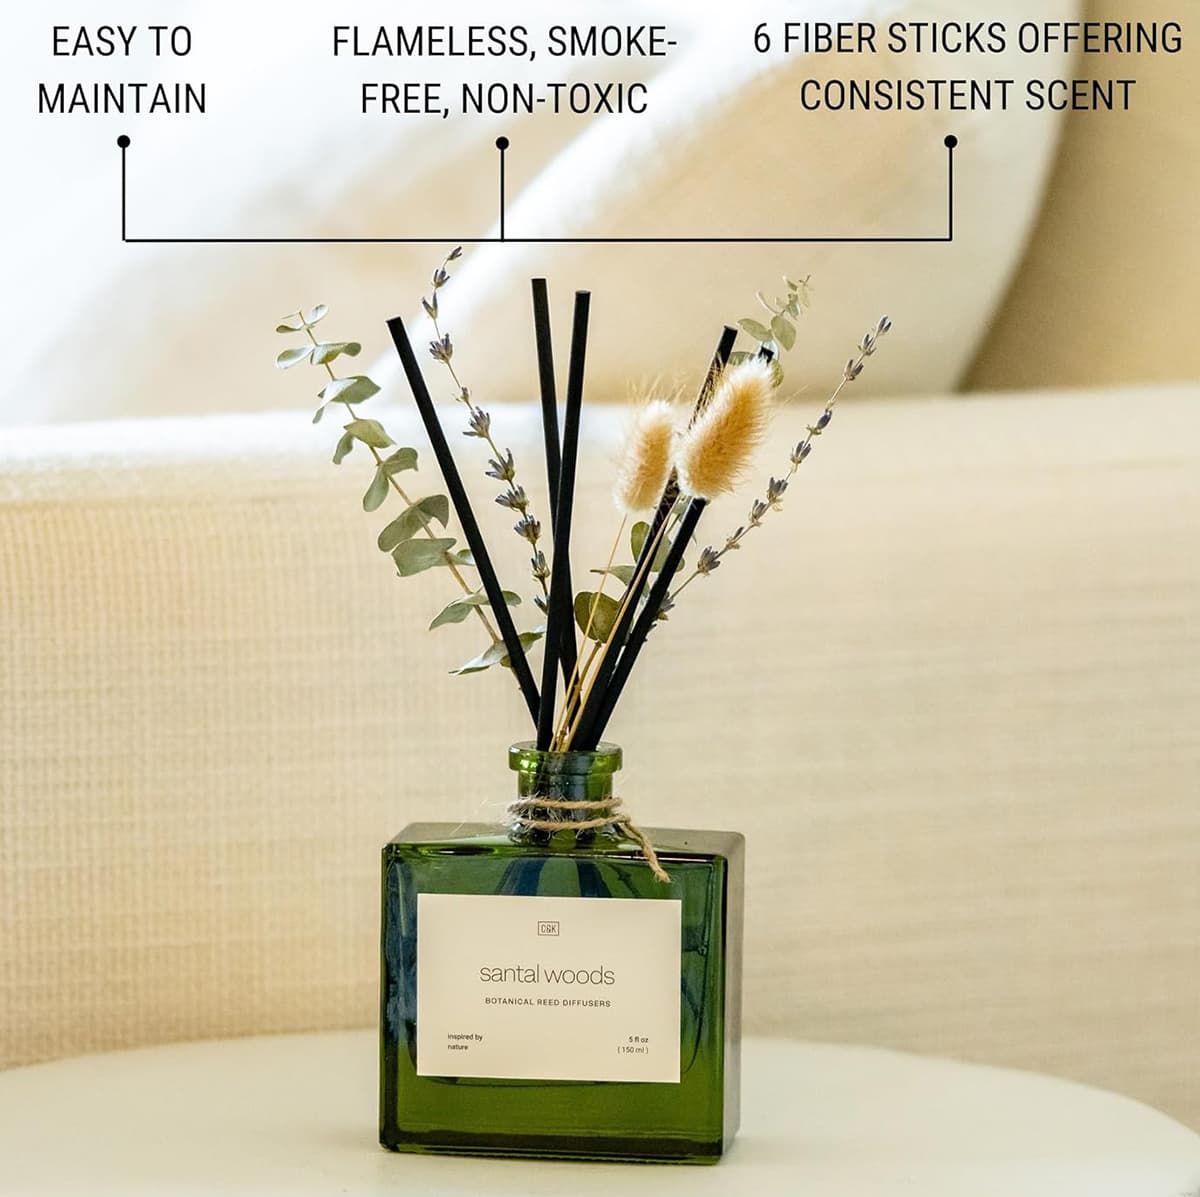 EASY TO
MAINTAIN
FLAMELESS, SMOKE-
FREE, NON-TOXIC
6 FIBER STICKS OFFERING
CONSISTENT SCENT
C&K
santal woods
BOTANICAL REED DIFFUSERS
inspired by
nature
5 fl oz
( 150 ml )